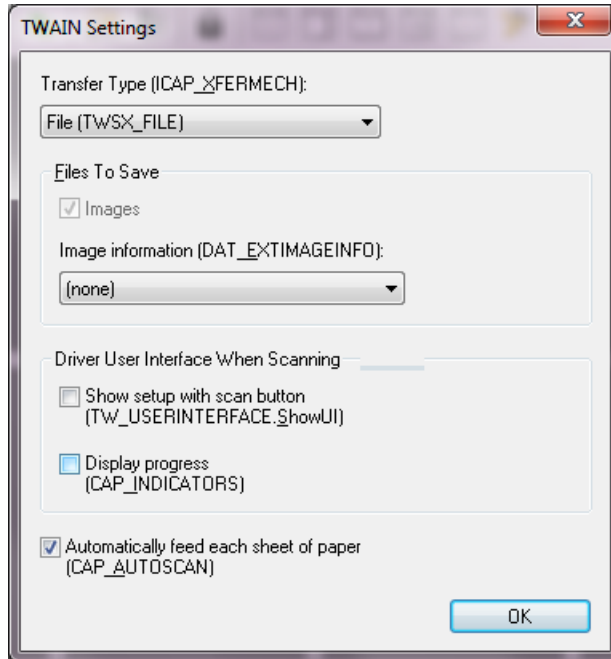 TWAIN Settings
Transfer Type (ICAP_XFERMECH):
File (TWSX_FILE)
Files To Save
Images
Image information (DAT_EXTIMAGEINFO):
(none)
Driver User Interface When Scanning
Show setup with scan button
(TW_USERINTERFACE.ShowUI)
Display progress
(CAP_INDICATORS)
Automatically feed each sheet of paper
(CAP_AUTOSCAN)
OK